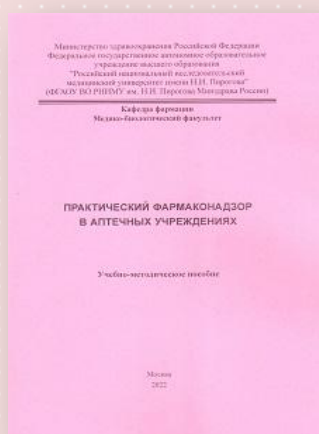 Министерство здравоохранения Российской Федерации
Федеральное государственное автономное образовательное
учреждение высшего образования
"Российский национальный исследовательский
медицинский университет имени Н.И. Пирогова"
(ФГАОУ ВО РНИМУ им. Н.И. Пирогова Минздрава России)
Кафедра фармации
Медико-биологический факультет
ПРАКТИЧЕСКИЙ ФАРМАКОНАДЗОР
В АПТЕЧНЫХ УЧРЕЖДЕНИЯХ
Учебно-методическое пособие
Москва
2022